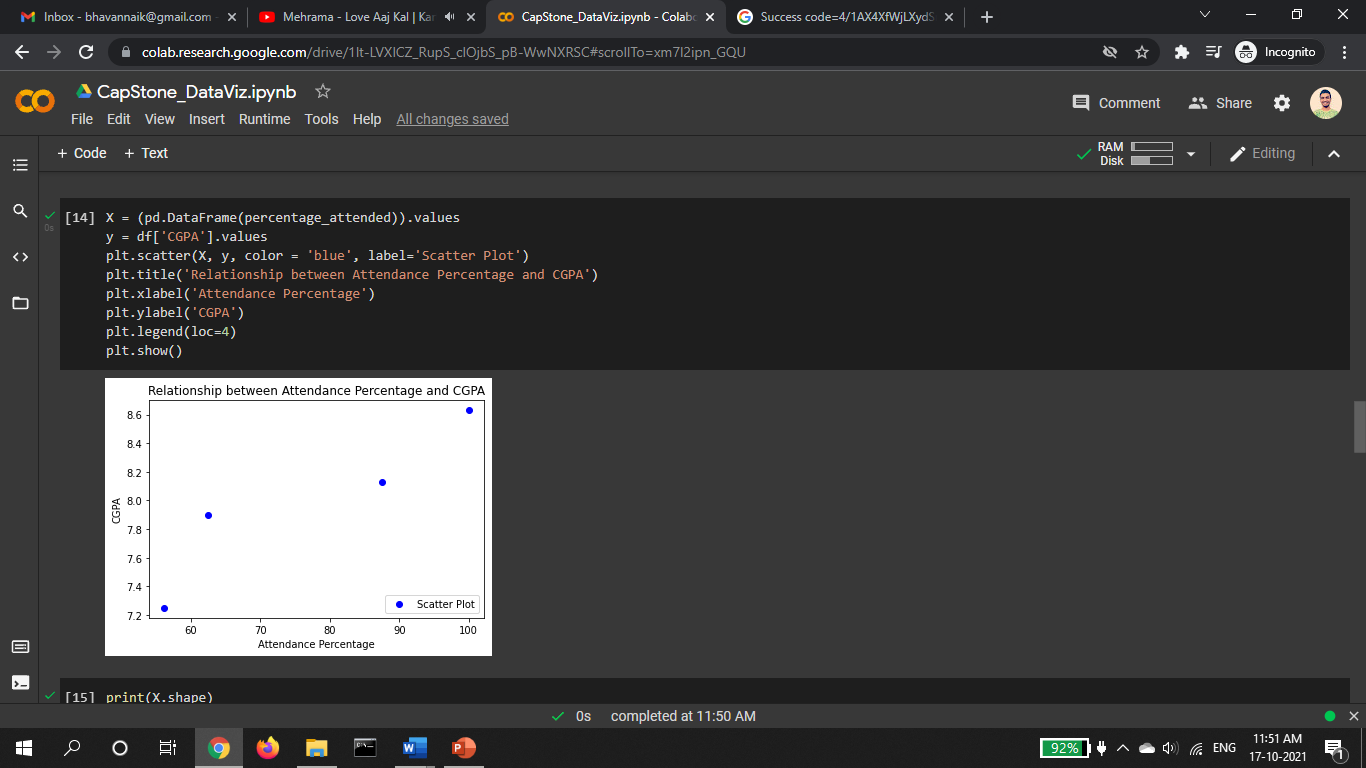 Inbox - bhavannaik@gmail.com -
Mehrama - Love Aaj Kal | Kar
CapStone_DataViz.ipynb - Colabo
Success code=4/1AX4XfWjLXydS
colab.research.google.com/drive/1It-LVXICZ_RupS_clOjbS_pB-WwNXRSC#scrollTo=xm7I2ipn_GQU
Incognito
CapStone_DataViz.ipynb
Comment
Share
File Edit View Insert Runtime Tools Help All changes saved
+ Code + Text
RAM
Disk
Editing
[14] X = (pd.DataFrame(percentage_attended)).values
0s
y = df['CGPA'].values
plt.scatter(X, y, color = 'blue', label='Scatter Plot')
plt.title('Relationship between Attendance Percentage and CGPA')
plt.xlabel('Attendance Percentage')
plt.ylabel('CGPA')
plt.legend(loc=4)
plt.show()
Relationship between Attendance Percentage and CGPA
8.6
8.4
8.2
8.0
7.8
7.6
7.4
7.2
CGPA
Scatter Plot
60 70 80 90 100
Attendance Percentage
[15] print(X.shape)
0s completed at 11:50 AM
92%
ENG
11:51 AM
17-10-2021
1